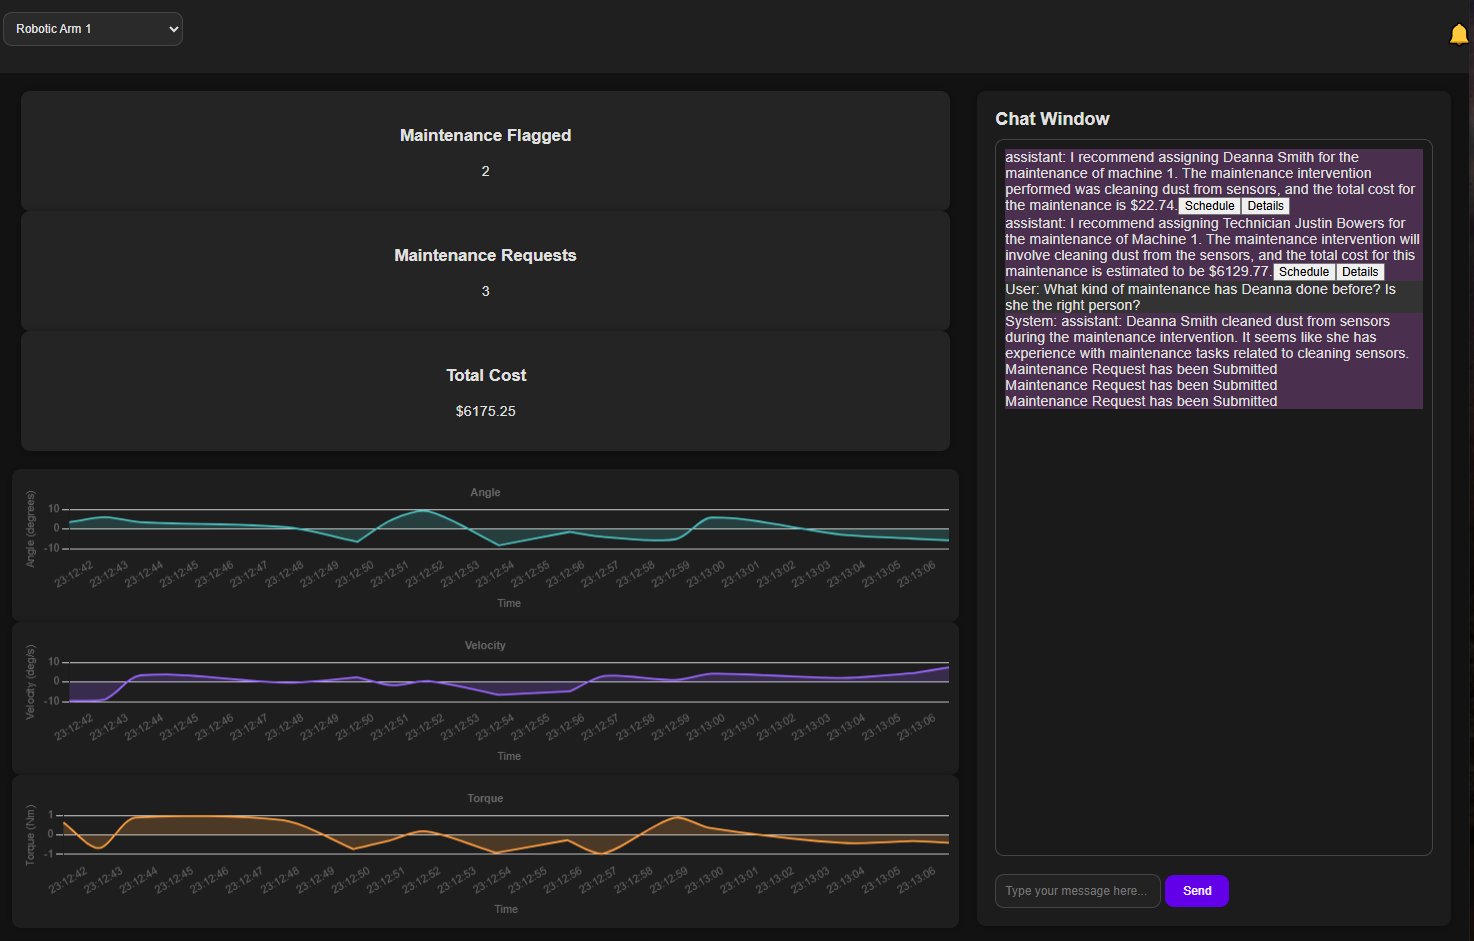 Robotic Arm 1
Maintenance Flagged
2
Maintenance Requests
3
Total Cost
$6175.25
Angle
Angle (degrees)
10
0
-10
23:12:42 23:12:43 23:12:44 23:12:45 23:12:46 23:12:47 23:12:48 23:12:49 23:12:50 23:12:51 23:12:52 23:12:53 23:12:54 23:12:55 23:12:56 23:12:57 23:12:58 23:12:59 23:13:00 23:13:01 23:13:02 23:13:03 23:13:04 23:13:05 23:13:06
Time
Velocity
Velocity (deg/s)
10
0
-10
23:12:42 23:12:43 23:12:44 23:12:45 23:12:46 23:12:47 23:12:48 23:12:49 23:12:50 23:12:51 23:12:52 23:12:53 23:12:54 23:12:55 23:12:56 23:12:57 23:12:58 23:12:59 23:13:00 23:13:01 23:13:02 23:13:03 23:13:04 23:13:05 23:13:06
Time
Torque
Torque (Nm)
1
0
-1
23:12:42 23:12:43 23:12:44 23:12:45 23:12:46 23:12:47 23:12:48 23:12:49 23:12:50 23:12:51 23:12:52 23:12:53 23:12:54 23:12:55 23:12:56 23:12:57 23:12:58 23:12:59 23:13:00 23:13:01 23:13:02 23:13:03 23:13:04 23:13:05 23:13:06
Time
Chat Window
assistant: I recommend assigning Deanna Smith for the
maintenance of machine 1. The maintenance intervention
performed was cleaning dust from sensors, and the total cost for
the maintenance is $22.74. Schedule Details
assistant: I recommend assigning Technician Justin Bowers for
the maintenance of Machine 1. The maintenance intervention will
involve cleaning dust from the sensors, and the total cost for this
maintenance is estimated to be $6129.77. Schedule Details
User: What kind of maintenance has Deanna done before? Is
she the right person?
System: assistant: Deanna Smith cleaned dust from sensors
during the maintenance intervention. It seems like she has
experience with maintenance tasks related to cleaning sensors.
Maintenance Request has been Submitted
Maintenance Request has been Submitted
Maintenance Request has been Submitted
Type your message here...
Send